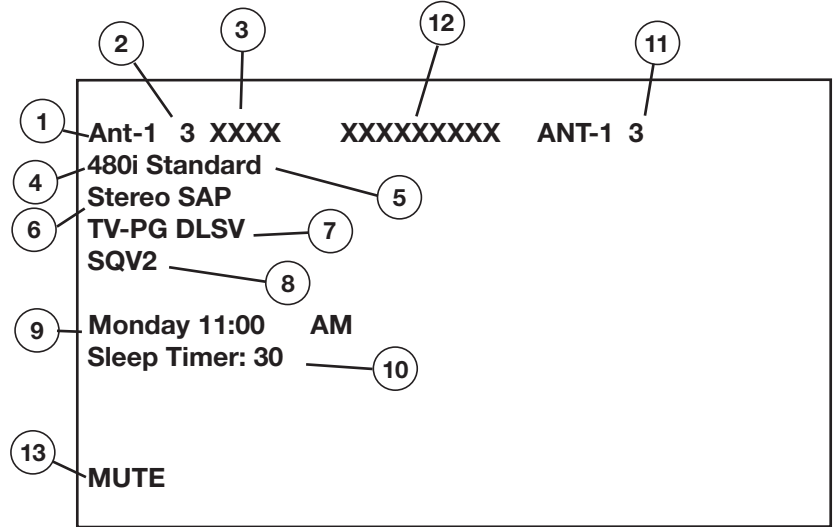 2 3 12 11
1 Ant-1 3 XXXX XXXXXXXXX ANT-1 3
4 480i Standard 5
6 Stereo SAP
TV-PG DLSV 7
SQV2 8
9 Monday 11:00 AM
Sleep Timer: 30 10
13 MUTE